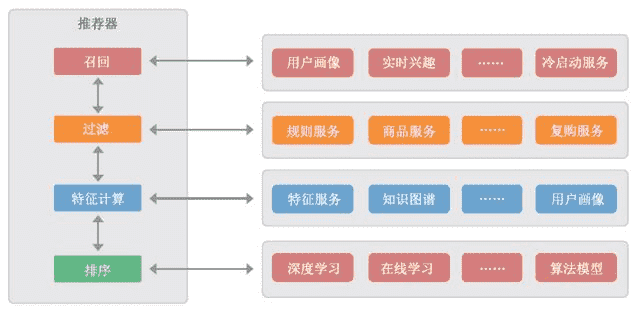 推荐器
召回
用户画像 实时兴趣 …… 冷启动服务
过滤
规则服务 商品服务 …… 复购服务
特征计算
特征服务 知识图谱 …… 用户画像
排序
深度学习 在线学习 …… 算法模型